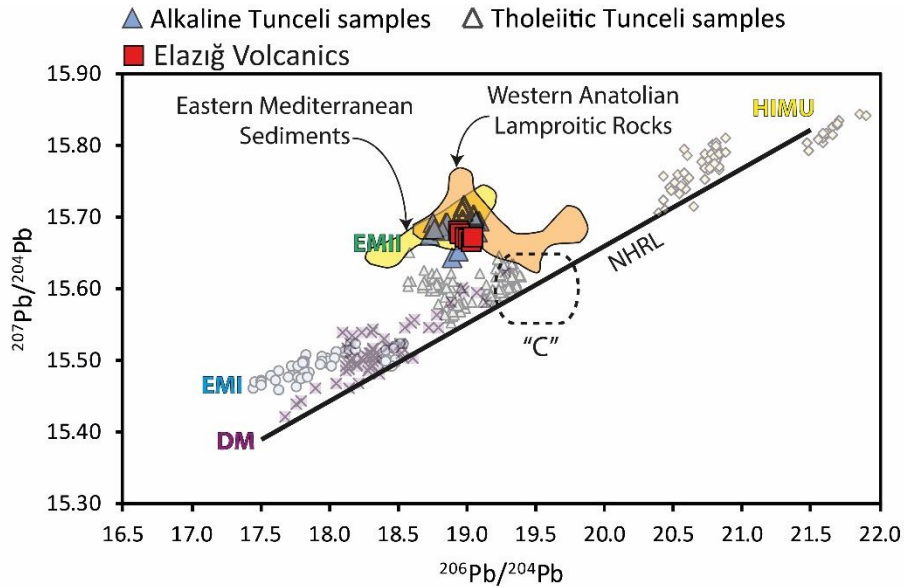 Alkaline Tunceli samples
Tholeiitic Tunceli samples
Elazığ Volcanics
15.90
15.80
15.70
15.60
15.50
15.40
15.30
²⁰⁷Pb/²⁰⁴Pb
Eastern Mediterranean
Sediments
Western Anatolian
Lamproitic Rocks
HIMU
EMII
NHRL
"C"
EMI
DM
16.5
17.0
17.5
18.0
18.5
19.0
19.5
20.0
20.5
21.0
21.5
22.0
²⁰⁶Pb/²⁰⁴Pb